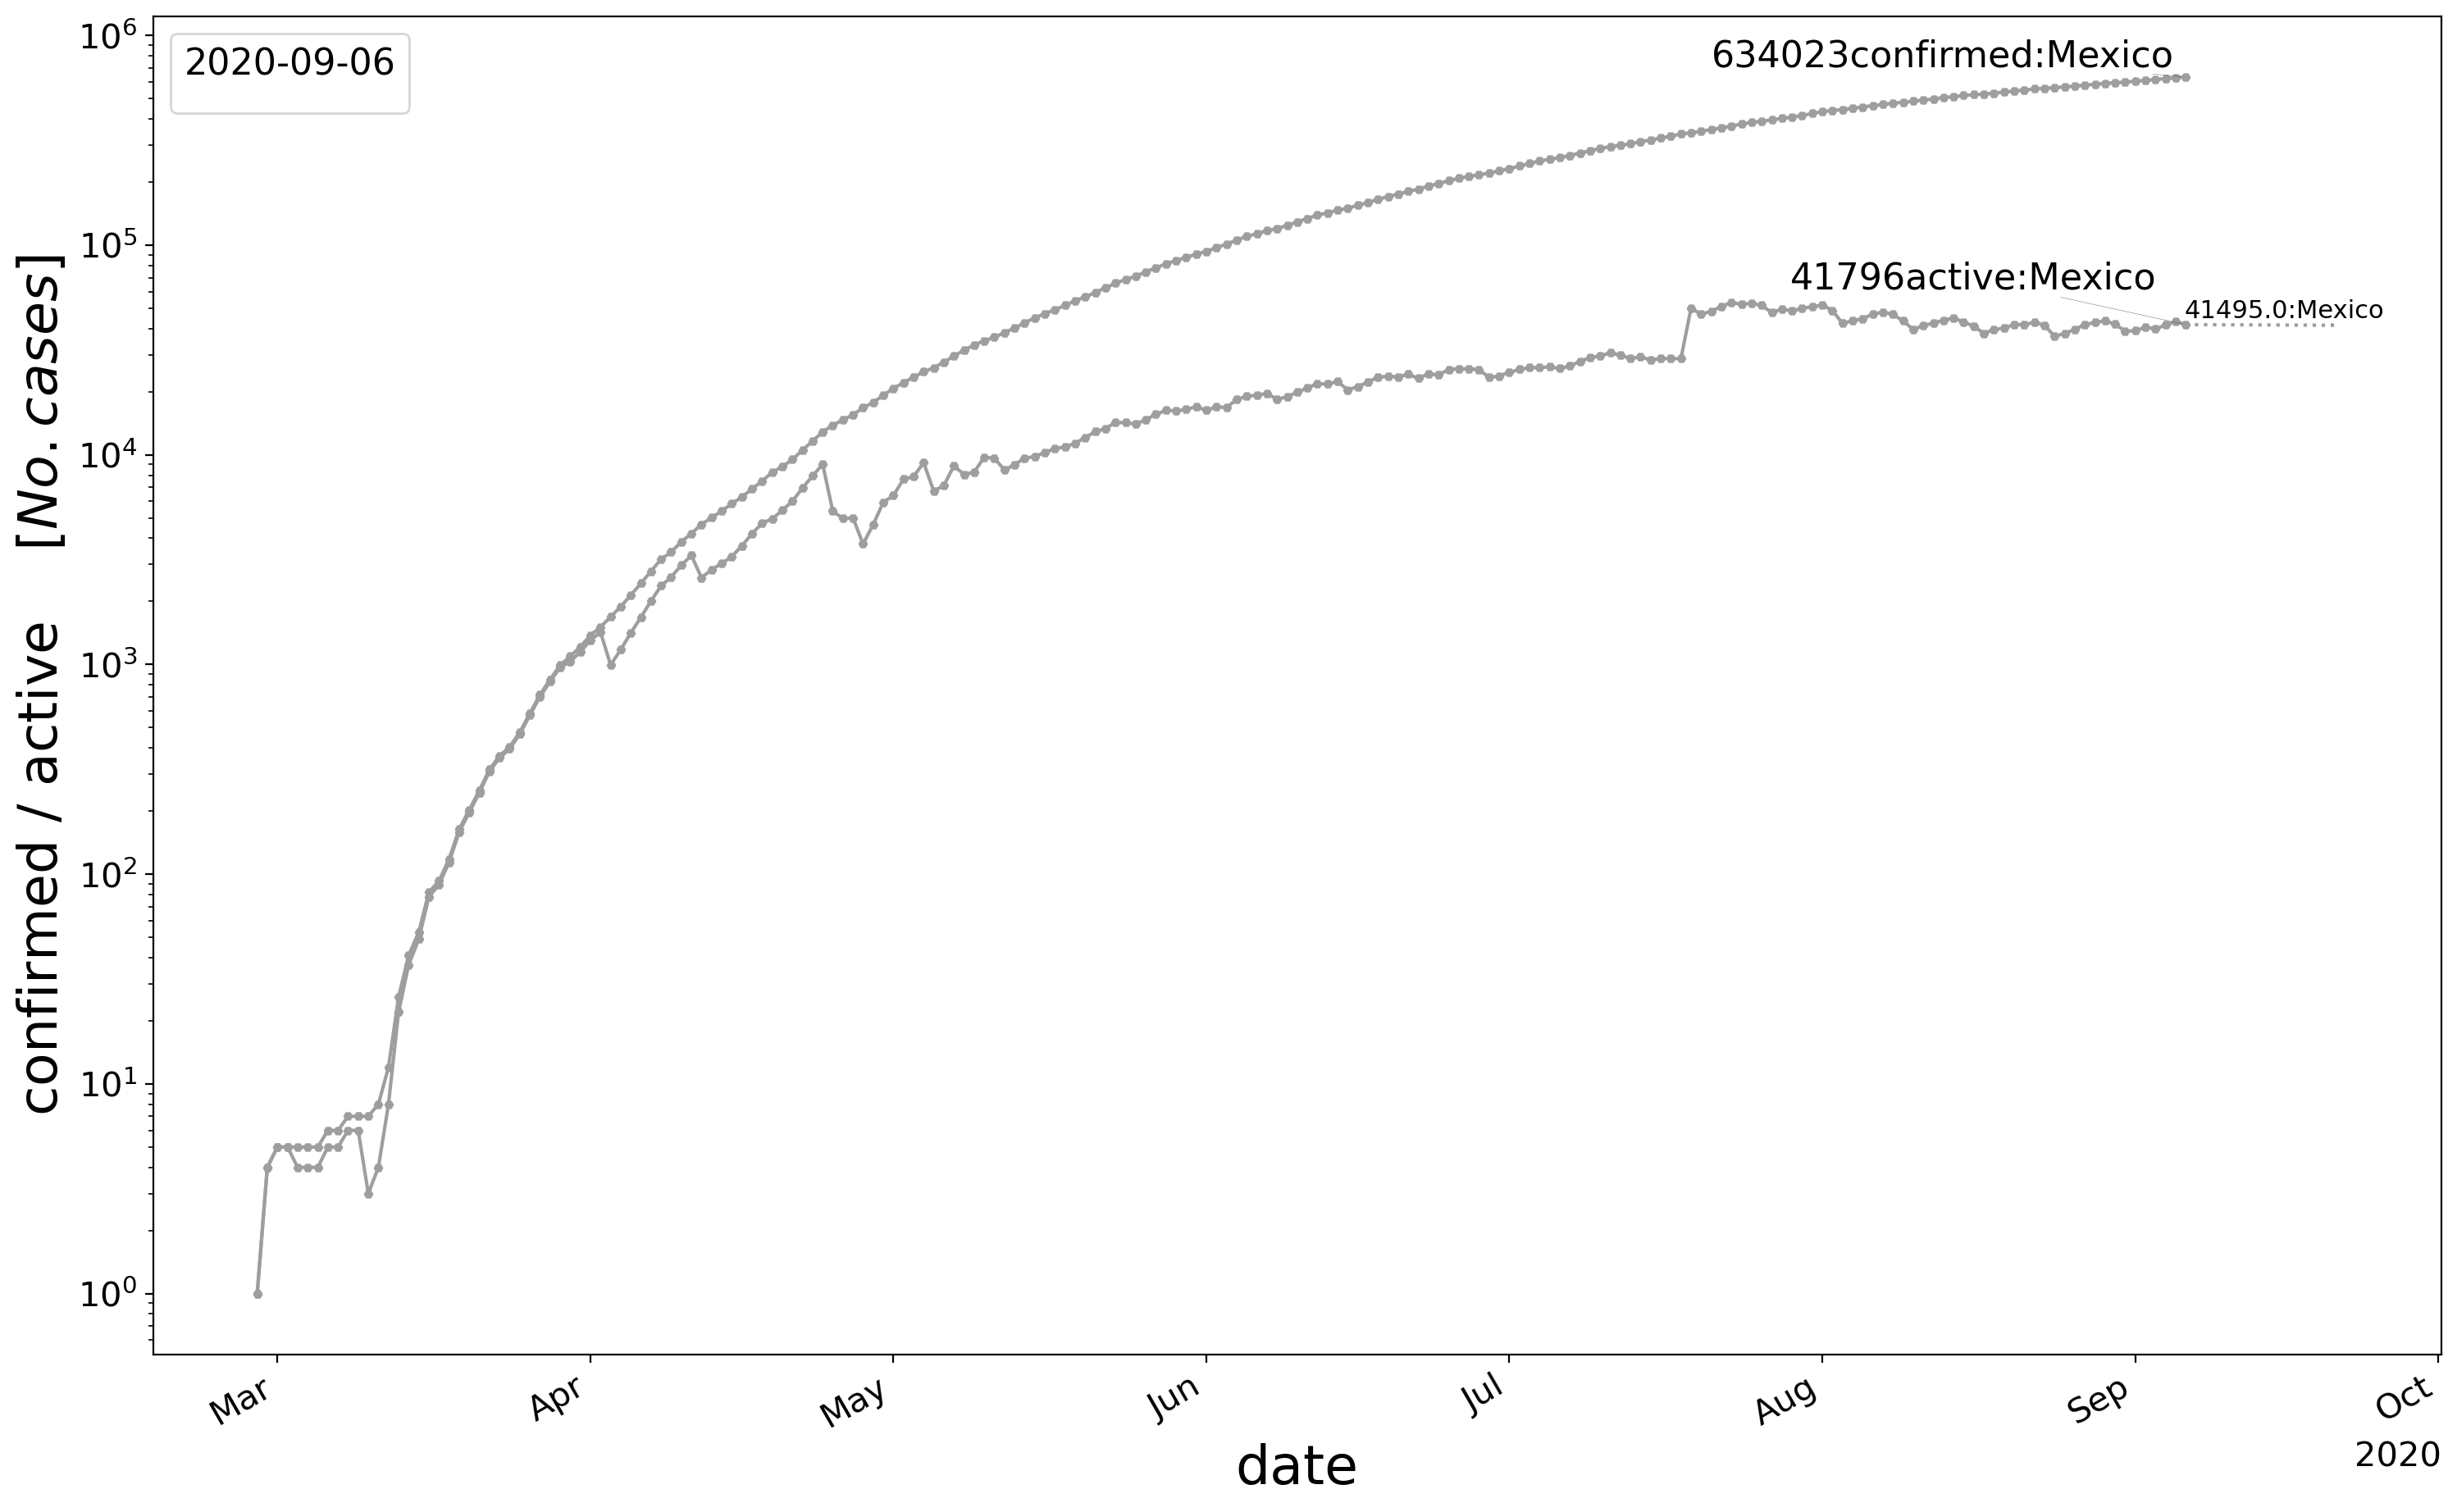 2020-09-06
634023confirmed:Mexico
41796active:Mexico
41495.0:Mexico
confirmed / active [No. cases]
10^6
10^5
10^4
10^3
10^2
10^1
10^0
Mar
Apr
May
Jun
Jul
Aug
Sep
Oct
2020
date